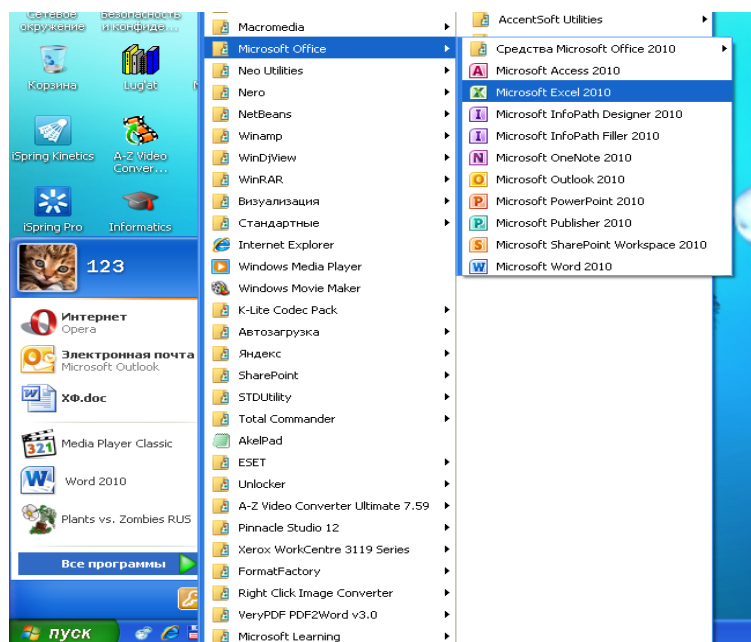 Сетевое
окружение
Безопасность
и конфиде...
Корзина
Lug'at
iSpring Kinetics
A-Z Video
Conver...
iSpring Pro
Informatics
123
Интернет
Opera
Электронная почта
Microsoft Outlook
ХФ.doc
321
Media Player Classic
Word 2010
Plants vs. Zombies RUS
Все программы
пуск
Macromedia
Microsoft Office
Neo Utilities
Nero
NetBeans
Winamp
WinDjView
WinRAR
Визуализация
Стандартные
Internet Explorer
Windows Media Player
Windows Movie Maker
K-Lite Codec Pack
Автозагрузка
Яндекс
SharePoint
STDUtility
Total Commander
AkelPad
ESET
Unlocker
A-Z Video Converter Ultimate 7.59
Pinnacle Studio 12
Xerox WorkCentre 3119 Series
FormatFactory
Right Click Image Converter
VeryPDF PDF2Word v3.0
Microsoft Learning
AccentSoft Utilities
Средства Microsoft Office 2010
Microsoft Access 2010
Microsoft Excel 2010
Microsoft InfoPath Designer 2010
Microsoft InfoPath Filler 2010
Microsoft OneNote 2010
Microsoft Outlook 2010
Microsoft PowerPoint 2010
Microsoft Publisher 2010
Microsoft SharePoint Workspace 2010
Microsoft Word 2010